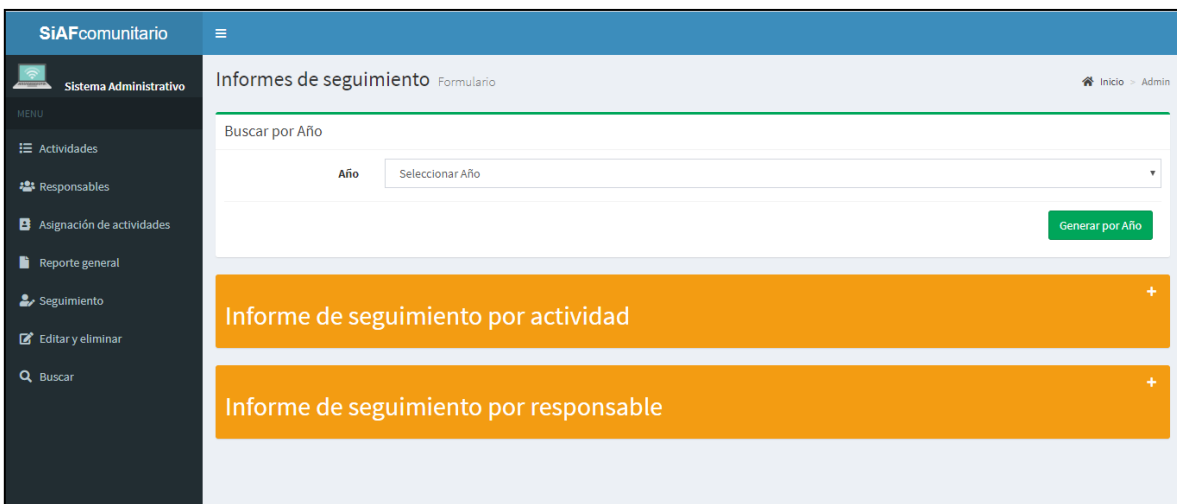 SiAFcomunitario
Sistema Administrativo
MENU
Actividades
Responsables
Asignación de actividades
Reporte general
Seguimiento
Editar y eliminar
Buscar
Informes de seguimiento Formulario
Inicio > Admin
Buscar por Año
Año Seleccionar Año
Generar por Año
Informe de seguimiento por actividad
Informe de seguimiento por responsable